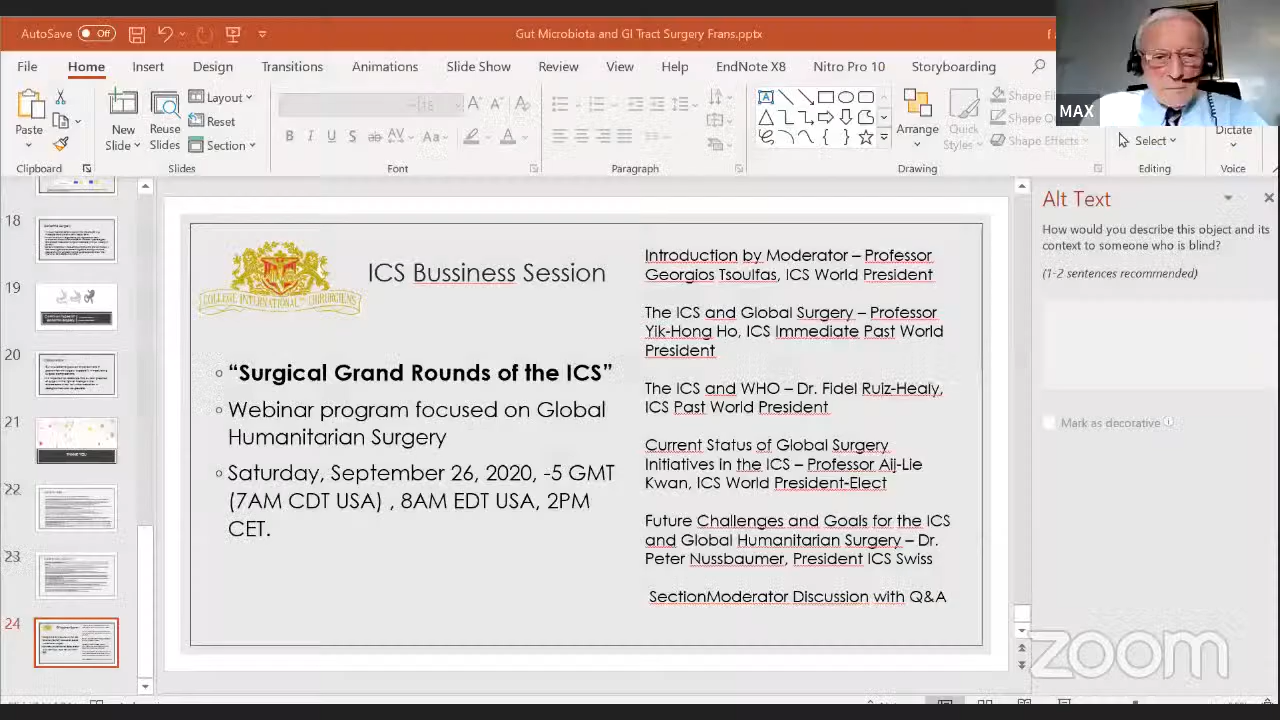 AutoSave Off
Gut Microbiota and GI Tract Surgery Frans.pptx
File Home Insert Design Transitions Animations Slide Show Review View Help EndNote X8 Nitro Pro 10 Storyboarding
Paste
New Slide
Reuse Slides
Layout
Reset
Section
Arrange
Quick Styles
Shape Effects
Select
Clipboard Slides Font Paragraph Drawing Editing Voice
MAX
18
19
20
21
22
23
24
THANK YOU
COLLEGE INTERNATIONAL
ICS Bussiness Session
“Surgical Grand Rounds of the ICS”
Webinar program focused on Global
Humanitarian Surgery
Saturday, September 26, 2020, -5 GMT
(7AM CDT USA) , 8AM EDT USA, 2PM
CET.
Introduction by Moderator – Professor
Georgios Tsoulfas, ICS World President
The ICS and Global Surgery – Professor
Yik-Hong Ho, ICS Immediate Past World
President
The ICS and WHO – Dr. Fidel Ruiz-Healy,
ICS Past World President
Current Status of Global Surgery
Initiatives in the ICS – Professor Aij-Lie
Kwan, ICS World President-Elect
Future Challenges and Goals for the ICS
and Global Humanitarian Surgery – Dr.
Peter Nussbaumer, President ICS Swiss
SectionModerator Discussion with Q&A
Alt Text
How would you describe this object and its
context to someone who is blind?
(1-2 sentences recommended)
Mark as decorative
zoom